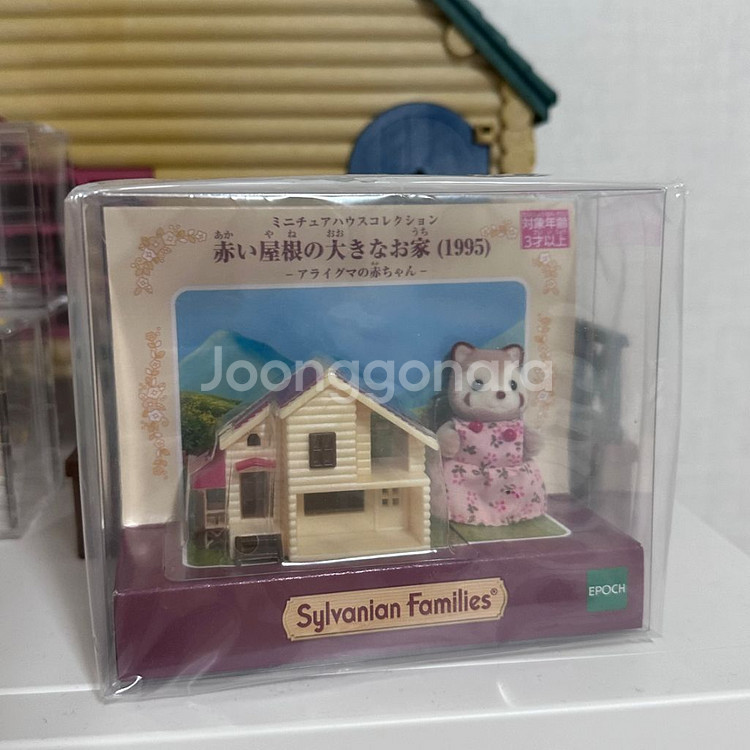 ミニチュアハウスコレクション
赤い屋根の大きなお家 (1995)
あか や ね おお うち
－アライグマの赤ちゃん－
対象年齢
3才以上
Joonggonara
Sylvanian Families®
EPOCH